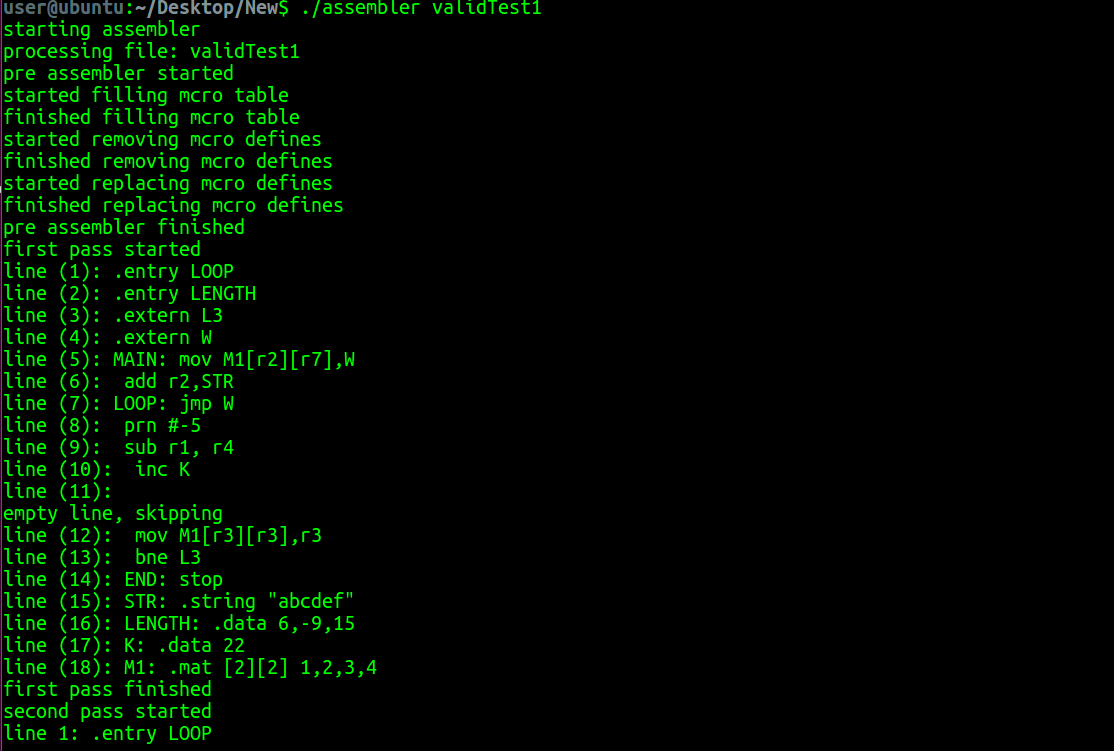 user@ubuntu:~/Desktop/New$ ./assembler validTest1
starting assembler
processing file: validTest1
pre assembler started
started filling mcro table
finished filling mcro table
started removing mcro defines
finished removing mcro defines
started replacing mcro defines
finished replacing mcro defines
pre assembler finished
first pass started
line (1): .entry LOOP
line (2): .entry LENGTH
line (3): .extern L3
line (4): .extern W
line (5): MAIN: mov M1[r2][r7],W
line (6):  add r2,STR
line (7): LOOP: jmp W
line (8):  prn #-5
line (9):  sub r1, r4
line (10):  inc K
line (11):
empty line, skipping
line (12):  mov M1[r3][r3],r3
line (13):  bne L3
line (14): END: stop
line (15): STR: .string "abcdef"
line (16): LENGTH: .data 6,-9,15
line (17): K: .data 22
line (18): M1: .mat [2][2] 1,2,3,4
first pass finished
second pass started
line 1: .entry LOOP